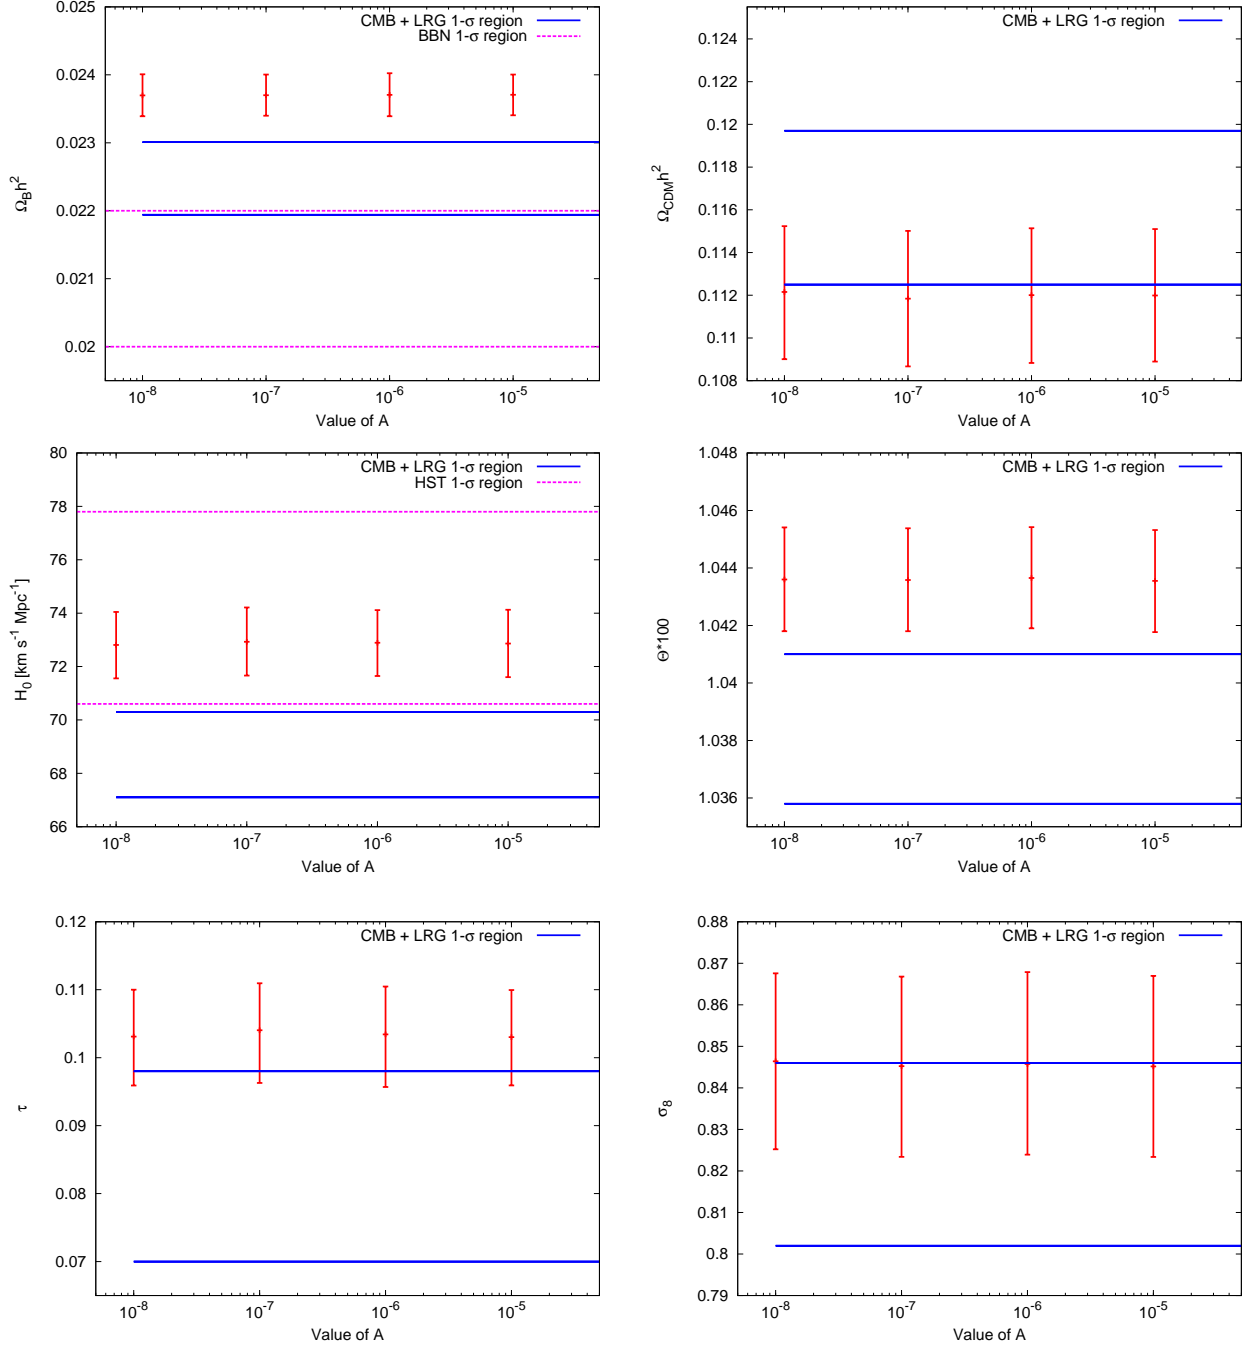 0.025
0.024
0.023
0.022
0.021
0.02
Ω_B h²
CMB + LRG 1-σ region
BBN 1-σ region
10⁻⁸ 10⁻⁷ 10⁻⁶ 10⁻⁵
Value of A
0.124
0.122
0.12
0.118
0.116
0.114
0.112
0.11
0.108
Ω_CDM h²
CMB + LRG 1-σ region
10⁻⁸ 10⁻⁷ 10⁻⁶ 10⁻⁵
Value of A
80
78
76
74
72
70
68
66
H₀ [km s⁻¹ Mpc⁻¹]
CMB + LRG 1-σ region
HST 1-σ region
10⁻⁸ 10⁻⁷ 10⁻⁶ 10⁻⁵
Value of A
1.048
1.046
1.044
1.042
1.04
1.038
1.036
Θ*100
CMB + LRG 1-σ region
10⁻⁸ 10⁻⁷ 10⁻⁶ 10⁻⁵
Value of A
0.12
0.11
0.1
0.09
0.08
0.07
τ
CMB + LRG 1-σ region
10⁻⁸ 10⁻⁷ 10⁻⁶ 10⁻⁵
Value of A
0.88
0.87
0.86
0.85
0.84
0.83
0.82
0.81
0.8
0.79
σ₈
CMB + LRG 1-σ region
10⁻⁸ 10⁻⁷ 10⁻⁶ 10⁻⁵
Value of A